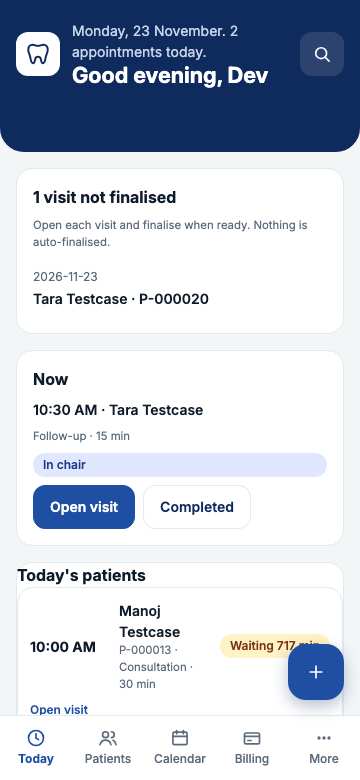 Monday, 23 November. 2
appointments today.
Good evening, Dev
1 visit not finalised
Open each visit and finalise when ready. Nothing is
auto-finalised.
2026-11-23
Tara Testcase · P-000020
Now
10:30 AM · Tara Testcase
Follow-up · 15 min
In chair
Open visit
Completed
Today's patients
Manoj
Testcase
10:00 AM
P-000013 ·
Consultation ·
30 min
Waiting 717 min
Open visit
Today
Patients
Calendar
Billing
More